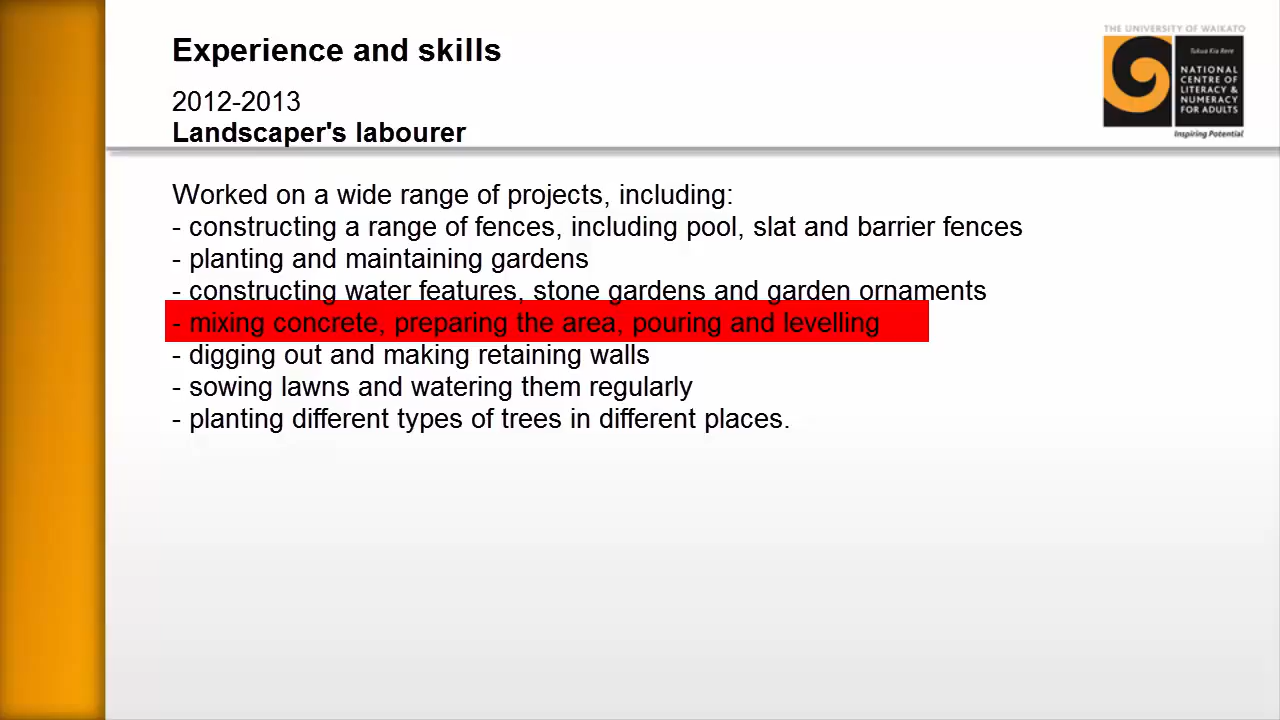 Experience and skills
2012-2013
Landscaper's labourer
THE UNIVERSITY OF WAIKATO
Tukua Kia Rere
NATIONAL
CENTRE OF
LITERACY &
NUMERACY
FOR ADULTS
Inspiring Potential
Worked on a wide range of projects, including:
- constructing a range of fences, including pool, slat and barrier fences
- planting and maintaining gardens
- constructing water features, stone gardens and garden ornaments
- mixing concrete, preparing the area, pouring and levelling
- digging out and making retaining walls
- sowing lawns and watering them regularly
- planting different types of trees in different places.